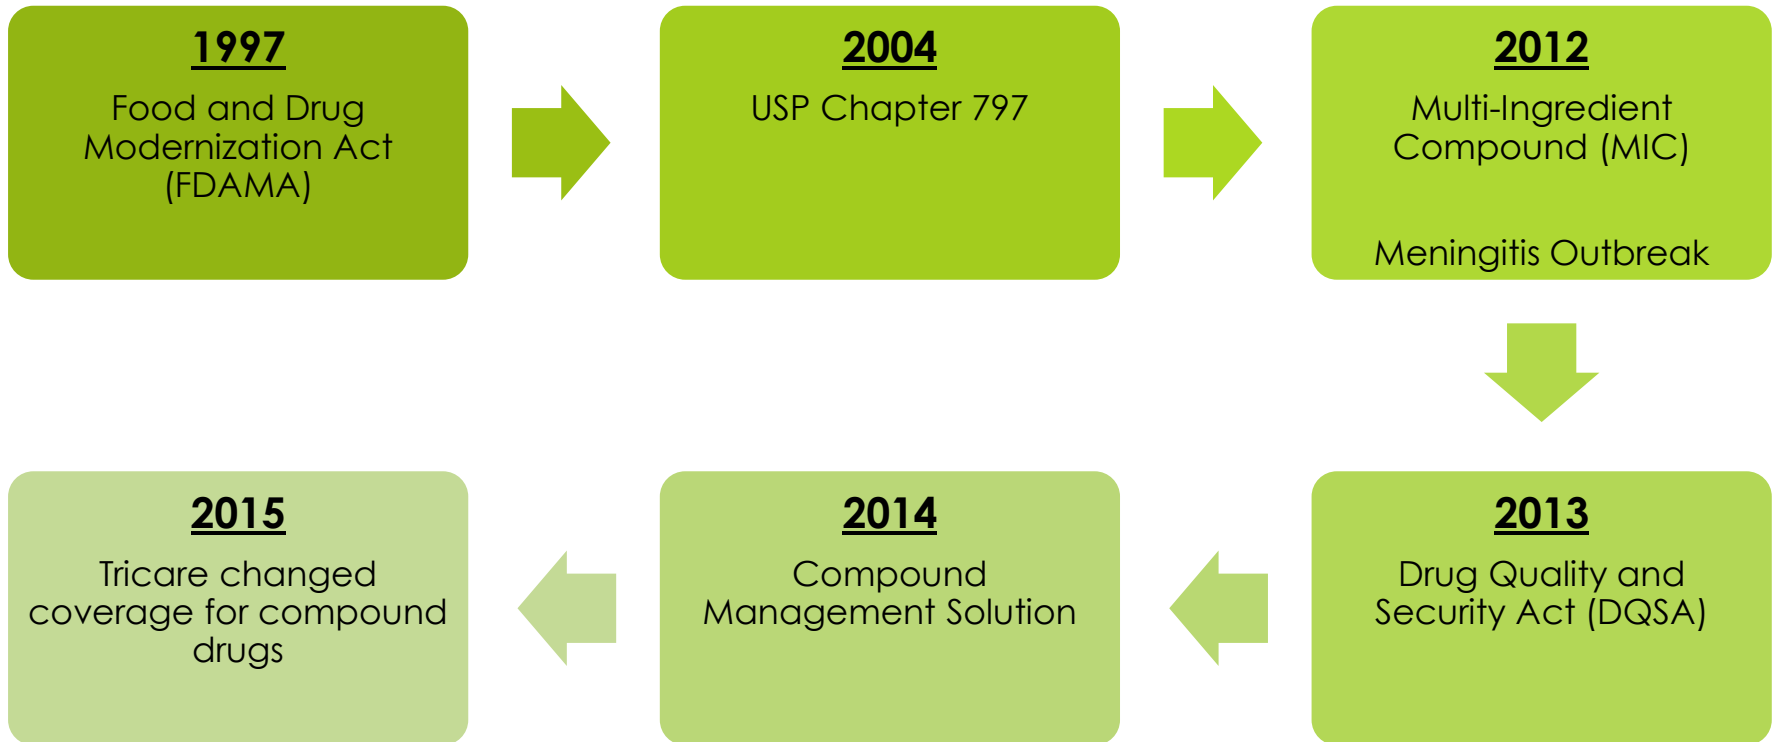 1997
Food and Drug
Modernization Act
(FDAMA)
2004
USP Chapter 797
2012
Multi-Ingredient
Compound (MIC)
Meningitis Outbreak
2013
Drug Quality and
Security Act (DQSA)
2014
Compound
Management Solution
2015
Tricare changed
coverage for compound
drugs